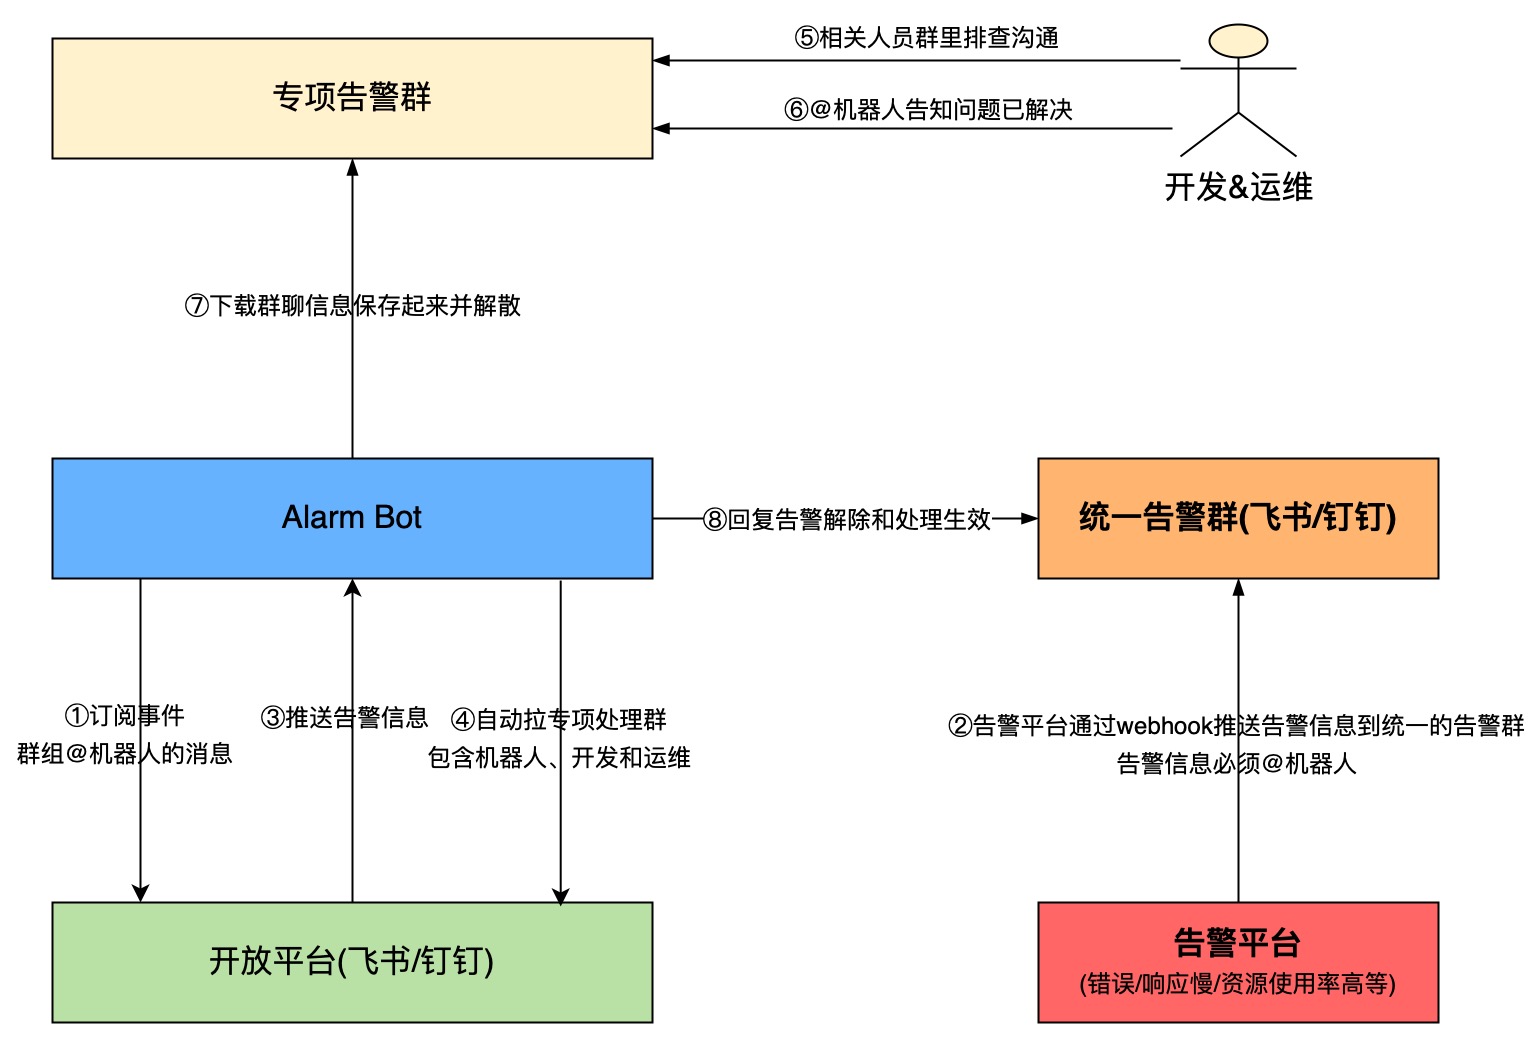 ⑤相关人员群里排查沟通
专项告警群
⑥@机器人告知问题已解决
开发&运维
⑦下载群聊信息保存起来并解散
Alarm Bot
⑧回复告警解除和处理生效
统一告警群(飞书/钉钉)
①订阅事件
群组@机器人的消息
③推送告警信息
④自动拉专项处理群
包含机器人、开发和运维
②告警平台通过webhook推送告警信息到统一的告警群
告警信息必须@机器人
开放平台(飞书/钉钉)
告警平台
(错误/响应慢/资源使用率高等)